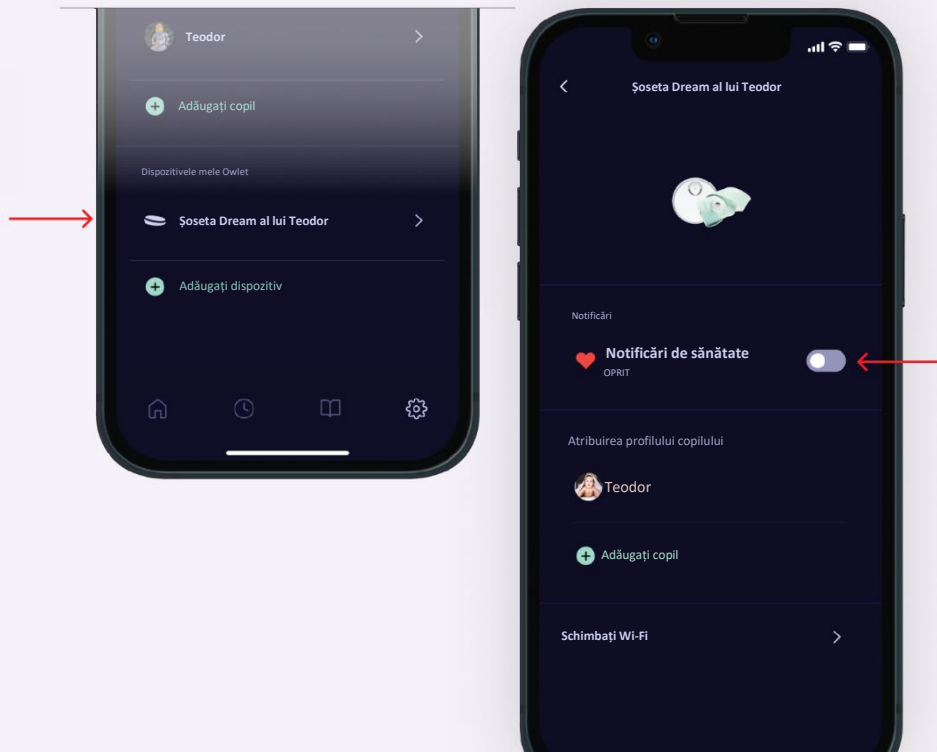 Teodor
Adăugați copil
Dispozitivele mele Owlet
Șoseta Dream al lui Teodor
Adăugați dispozitiv
Șoseta Dream al lui Teodor
Notificări
Notificări de sănătate
OPRIT
Atribuirea profilului copilului
Teodor
Adăugați copil
Schimbați Wi-Fi